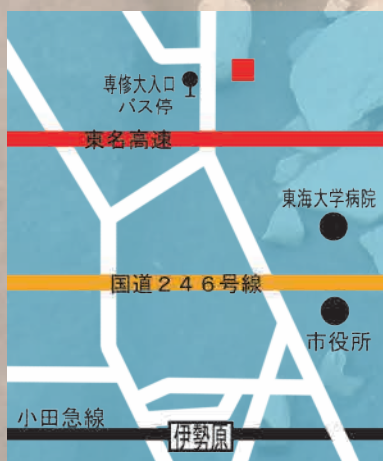 専修大入口
バス停
東名高速
東海大学病院
国道246号線
市役所
小田急線
伊勢原